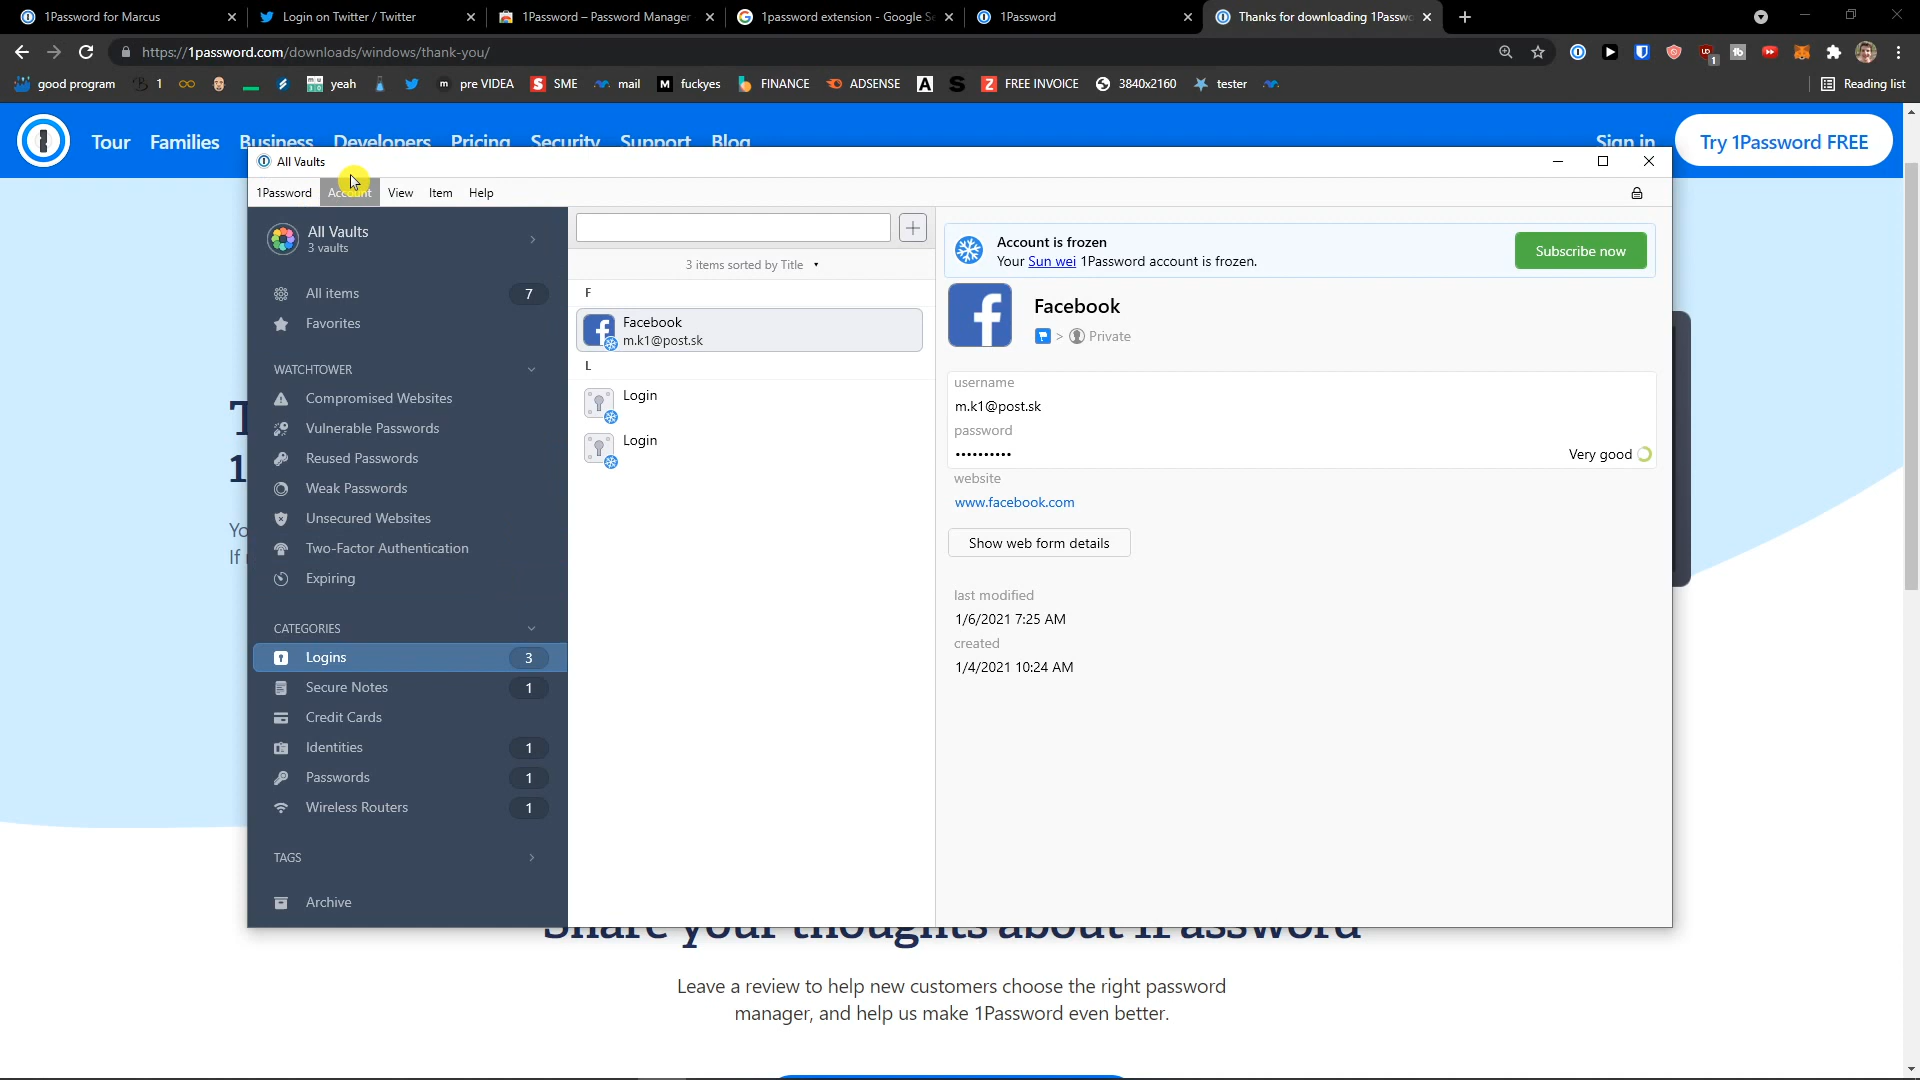 1Password for Marcus
Login on Twitter / Twitter
1Password – Password Manager
1password extension - Google Se
1Password
Thanks for downloading 1Passwo
https://1password.com/downloads/windows/thank-you/
good program
1
yeah
pre VIDEA
SME
mail
fuckyes
FINANCE
ADSENSE
FREE INVOICE
3840x2160
tester
Reading list
Tour
Families
Business
Developers
Pricing
Security
Support
Blog
Sign in
Try 1Password FREE
All Vaults
1Password
Account
View
Item
Help
All Vaults
3 vaults
All items
7
Favorites
WATCHTOWER
Compromised Websites
Vulnerable Passwords
Reused Passwords
Weak Passwords
Unsecured Websites
Two-Factor Authentication
Expiring
CATEGORIES
Logins
3
Secure Notes
1
Credit Cards
Identities
1
Passwords
1
Wireless Routers
1
TAGS
Archive
3 items sorted by Title
F
Facebook
m.k1@post.sk
L
Login
Login
Account is frozen
Your Sun wei 1Password account is frozen.
Subscribe now
Facebook
> Private
username
m.k1@post.sk
password
••••••••••
Very good
website
www.facebook.com
Show web form details
last modified
1/6/2021 7:25 AM
created
1/4/2021 10:24 AM
Share your thoughts about 1Password
Leave a review to help new customers choose the right password
manager, and help us make 1Password even better.